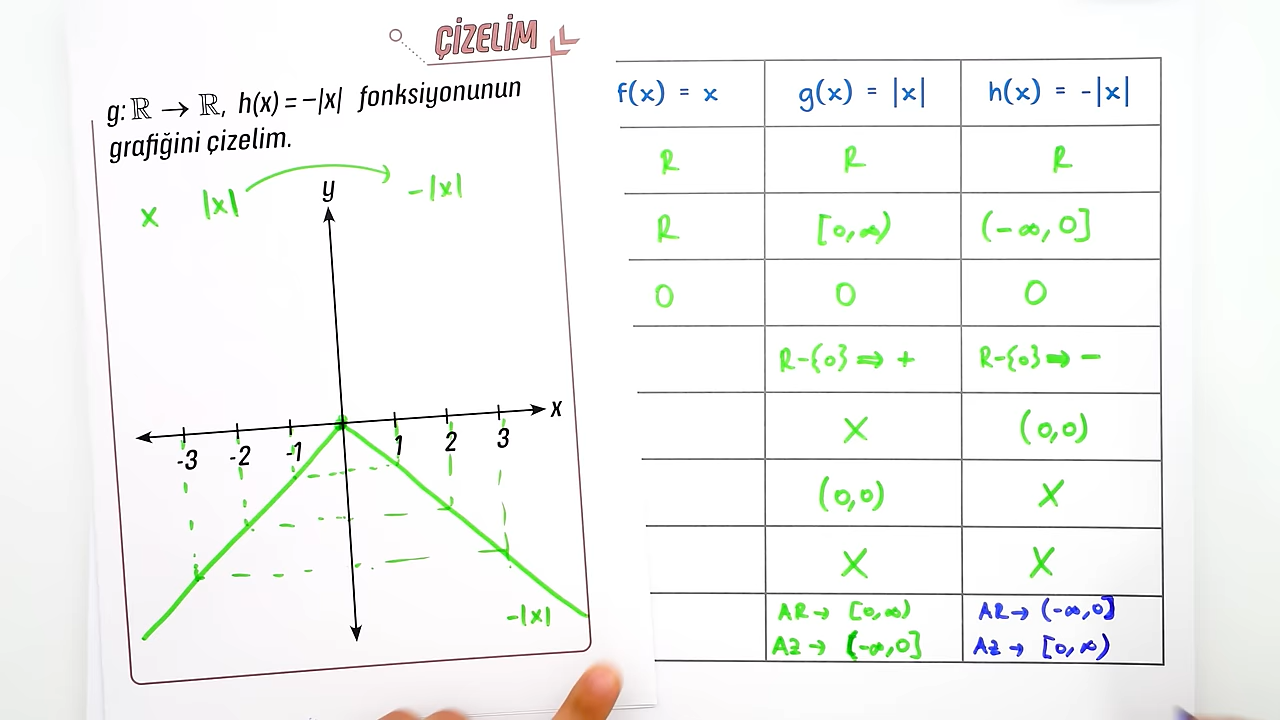 ÇİZELİM
g: ℝ → ℝ, h(x) = -|x| fonksiyonunun
grafiğini çizelim.
x |x| -|x|
y
x
-3 -2 -1 1 2 3
-|x|
f(x) = x g(x) = |x| h(x) = -|x|
R R R
R [0,∞) (-∞,0]
0 0 0
R-{0} ⇒ + R-{0} ⇒ -
X (0,0)
(0,0) X
X X
AR → [0,∞) AR → (-∞,0]
AZ → (-∞,0] AZ → [0,∞)